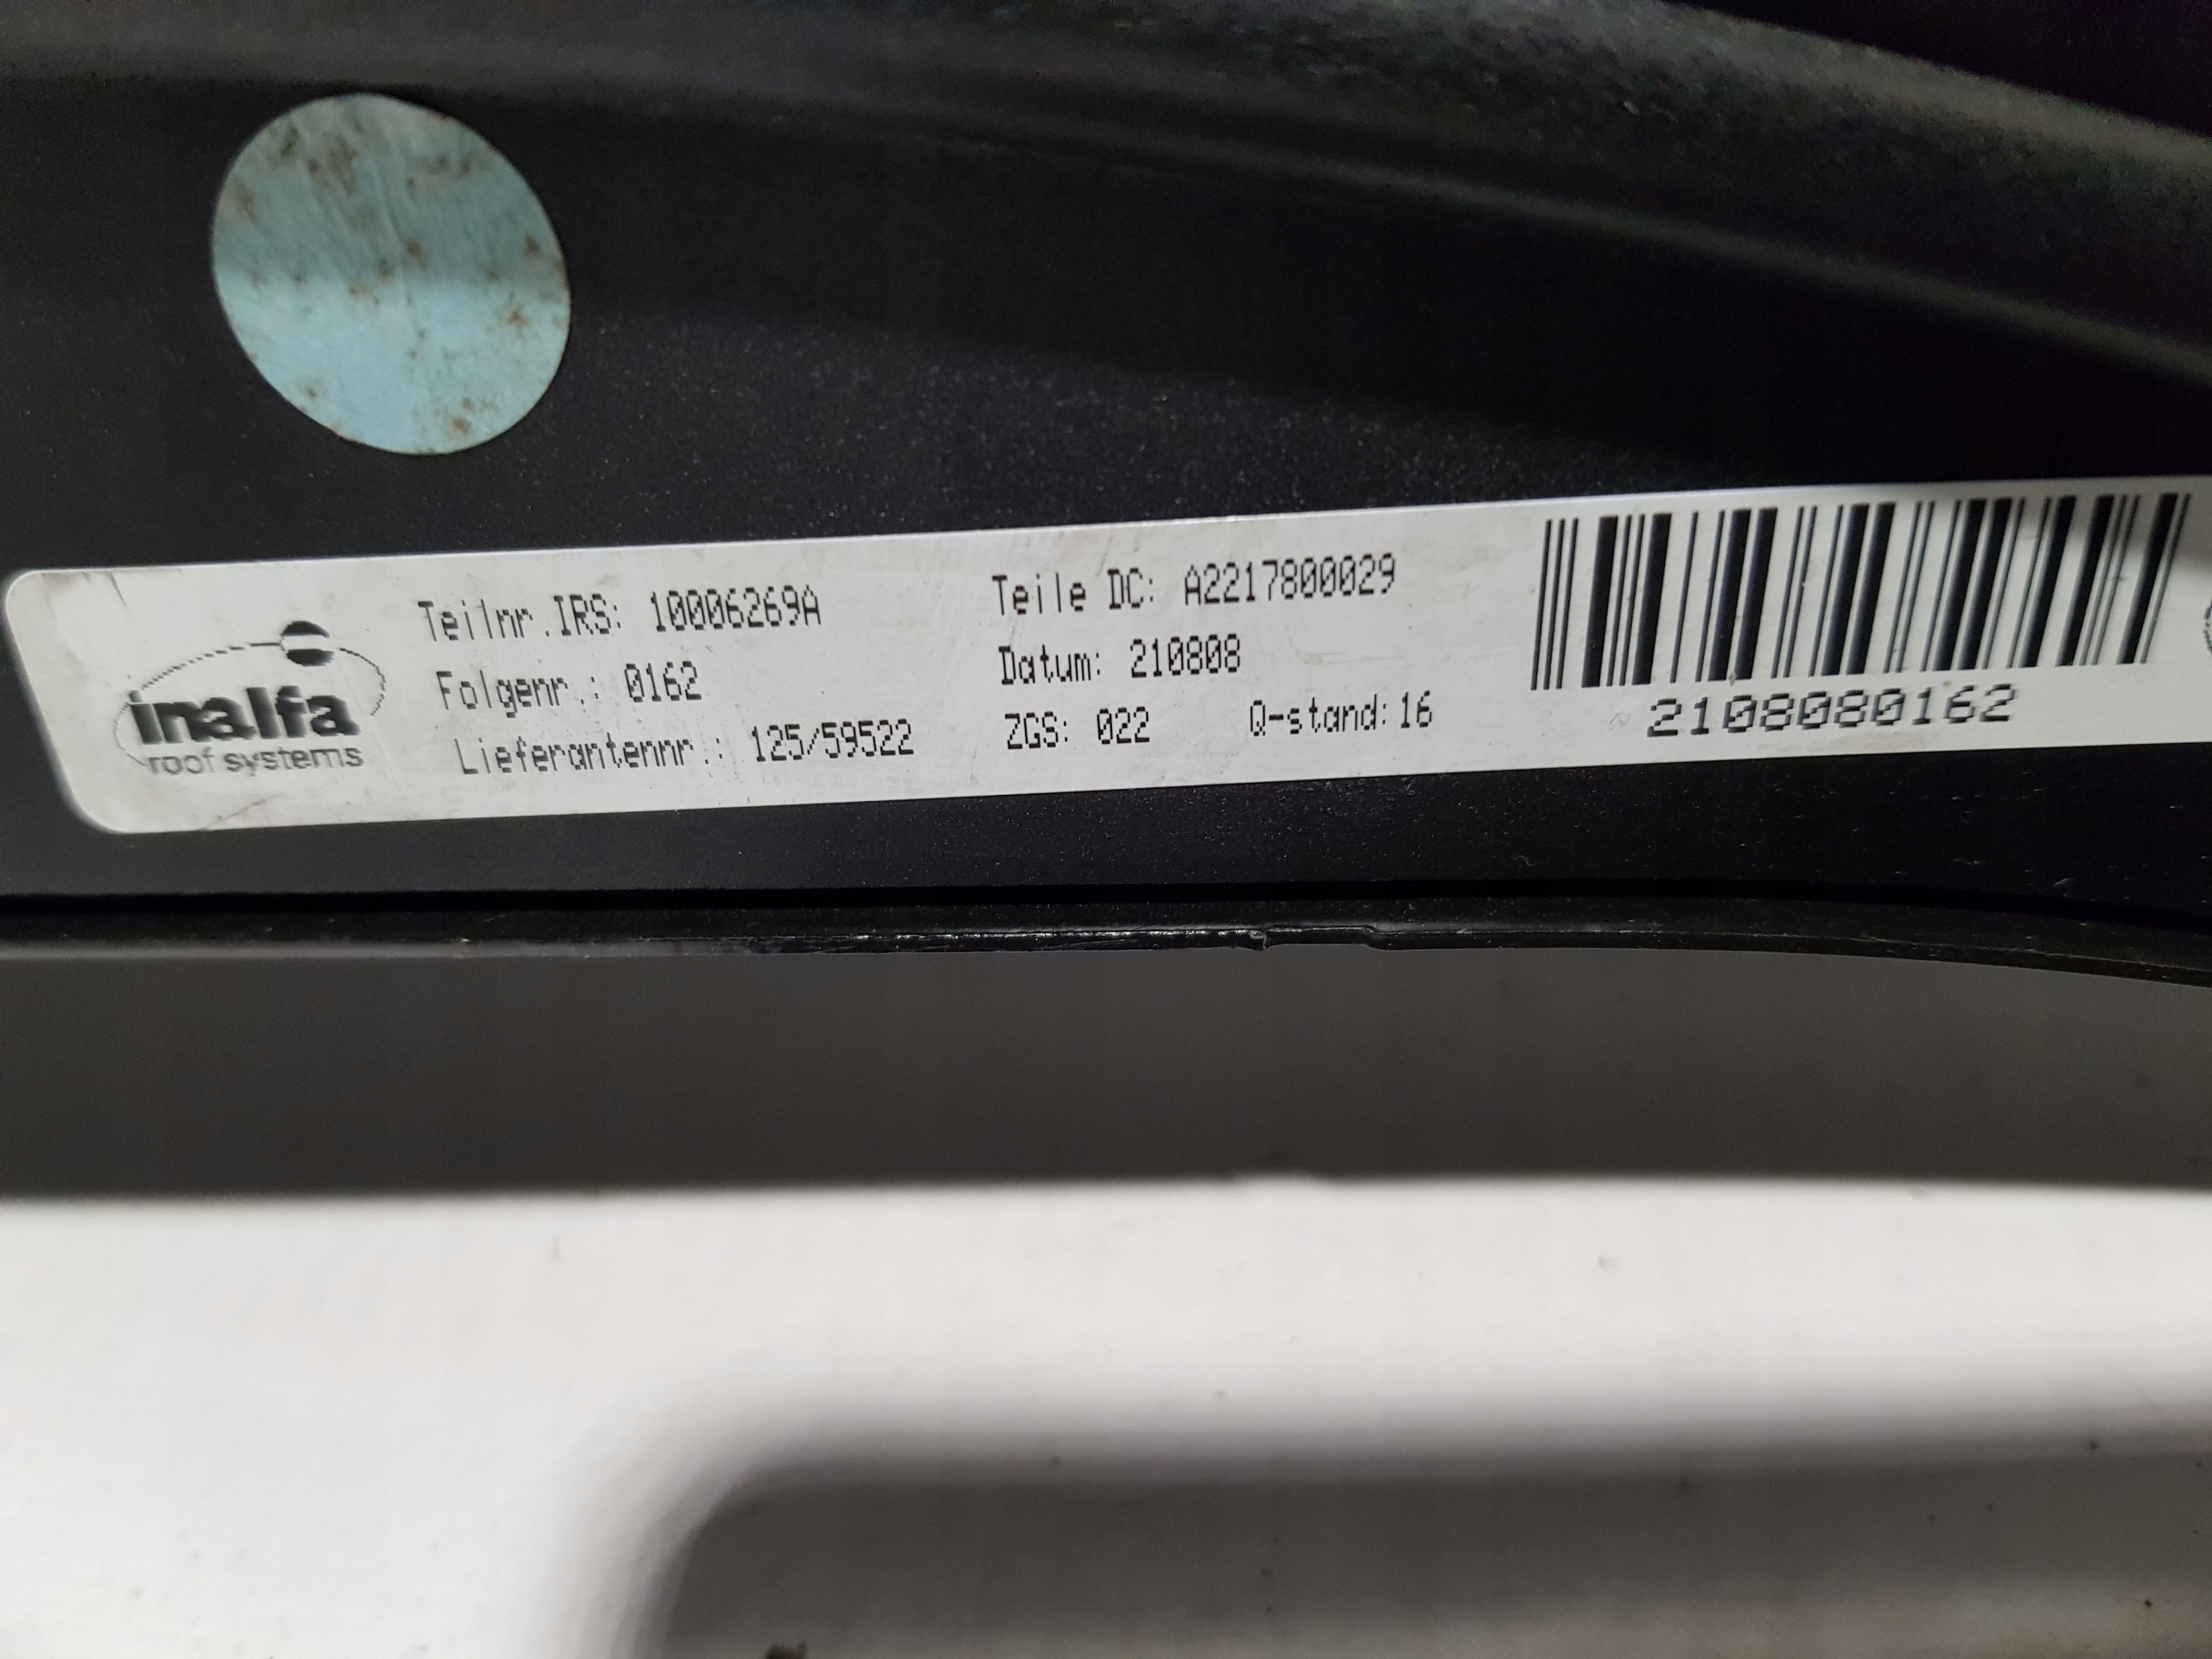 inalfa
roof systems
Teilnr.IRS: 10006269A
Folgenr.: 0162
Lieferantennr.: 125/59522
Teile DC: A2217800029
Datum: 210808
ZGS: 022 Q-stand:16
2108080162